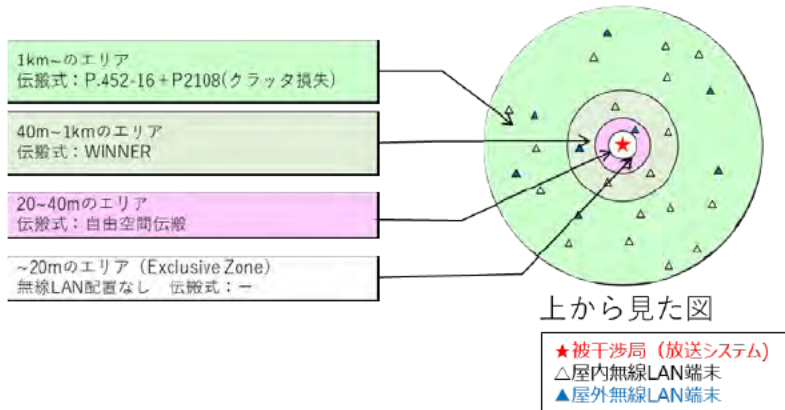 1km~のエリア
伝搬式：P.452-16＋P2108(クラッタ損失)
40m~1kmのエリア
伝搬式：WINNER
20~40mのエリア
伝搬式：自由空間伝搬
~20mのエリア（Exclusive Zone）
無線LAN配置なし　伝搬式：ー
上から見た図
★被干渉局（放送システム)
△屋内無線LAN端末
▲屋外無線LAN端末